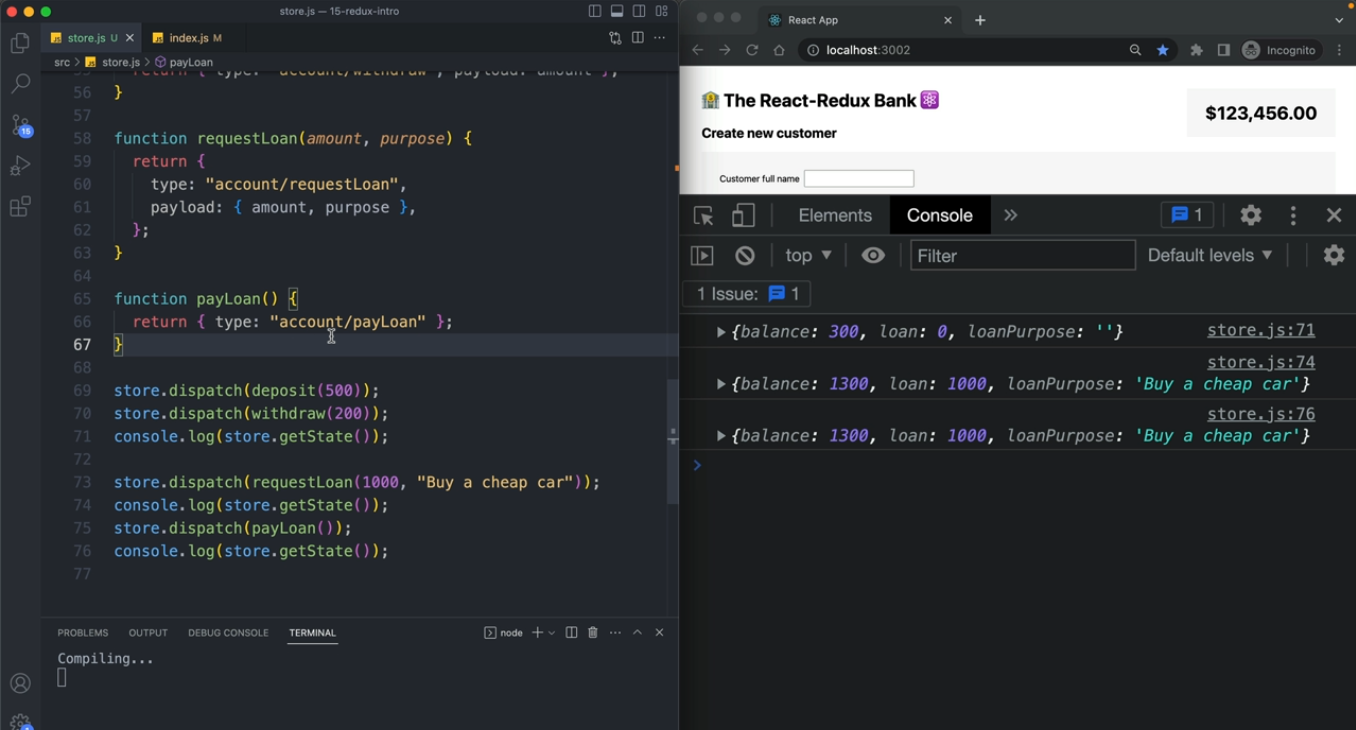 store.js — 15-redux-intro
store.js U
index.js M
src > store.js > payLoan
55 return { type: "account/withdraw", payload: amount };
56 }
57
58 function requestLoan(amount, purpose) {
59 return {
60 type: "account/requestLoan",
61 payload: { amount, purpose },
62 };
63 }
64
65 function payLoan() {
66 return { type: "account/payLoan" };
67 }
68
69 store.dispatch(deposit(500));
70 store.dispatch(withdraw(200));
71 console.log(store.getState());
72
73 store.dispatch(requestLoan(1000, "Buy a cheap car"));
74 console.log(store.getState());
75 store.dispatch(payLoan());
76 console.log(store.getState());
77
PROBLEMS OUTPUT DEBUG CONSOLE TERMINAL node
Compiling...
15
React App
localhost:3002
Incognito
The React-Redux Bank
$123,456.00
Create new customer
Customer full name
Elements Console 1
top Filter Default levels
1 Issue: 1
{balance: 300, loan: 0, loanPurpose: ''} store.js:71
store.js:74
{balance: 1300, loan: 1000, loanPurpose: 'Buy a cheap car'}
store.js:76
{balance: 1300, loan: 1000, loanPurpose: 'Buy a cheap car'}